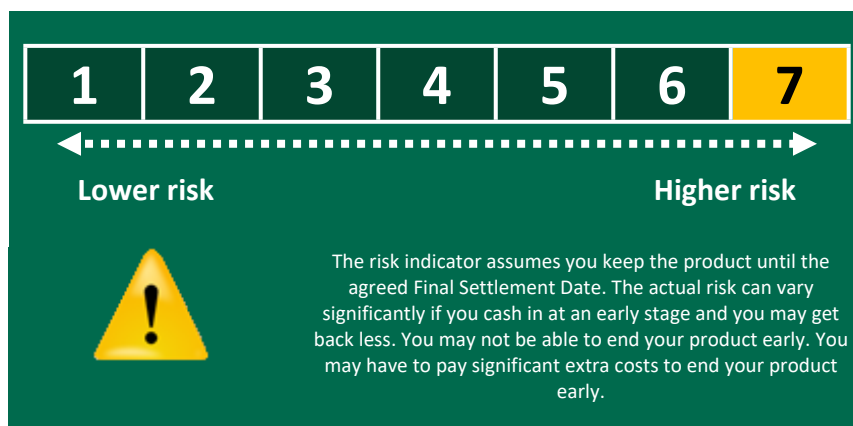 1 2 3 4 5 6 7
Lower risk Higher risk
The risk indicator assumes you keep the product until the
agreed Final Settlement Date. The actual risk can vary
significantly if you cash in at an early stage and you may get
back less. You may not be able to end your product early. You
may have to pay significant extra costs to end your product
early.